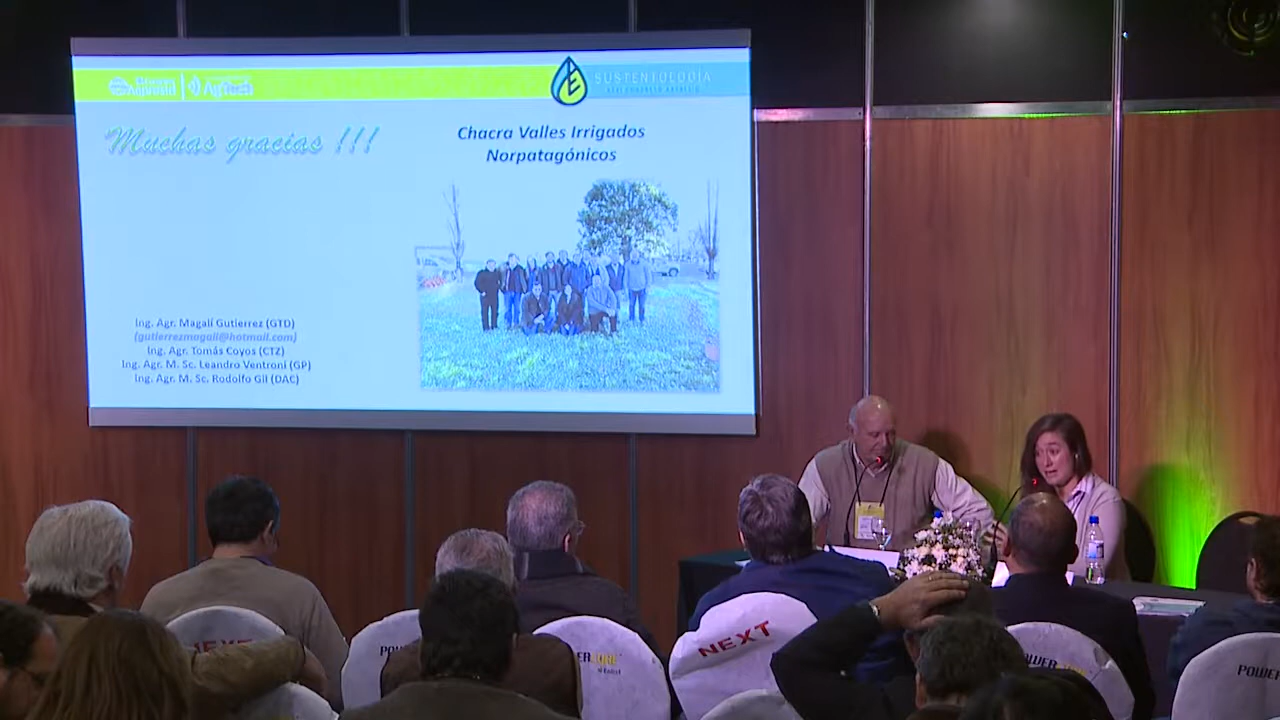 AgTech
SUSTENTOLOGÍA
Muchas gracias !!!
Chacra Valles Irrigados
Norpatagónicos
Ing. Agr. Magalí Gutierrez (GTD)
(gutierrezmagali@hotmail.com)
Ing. Agr. Tomás Coyos (CTZ)
Ing. Agr. M. Sc. Leandro Ventroni (GP)
Ing. Agr. M. Sc. Rodolfo Gil (DAC)
NEXT
NEXT